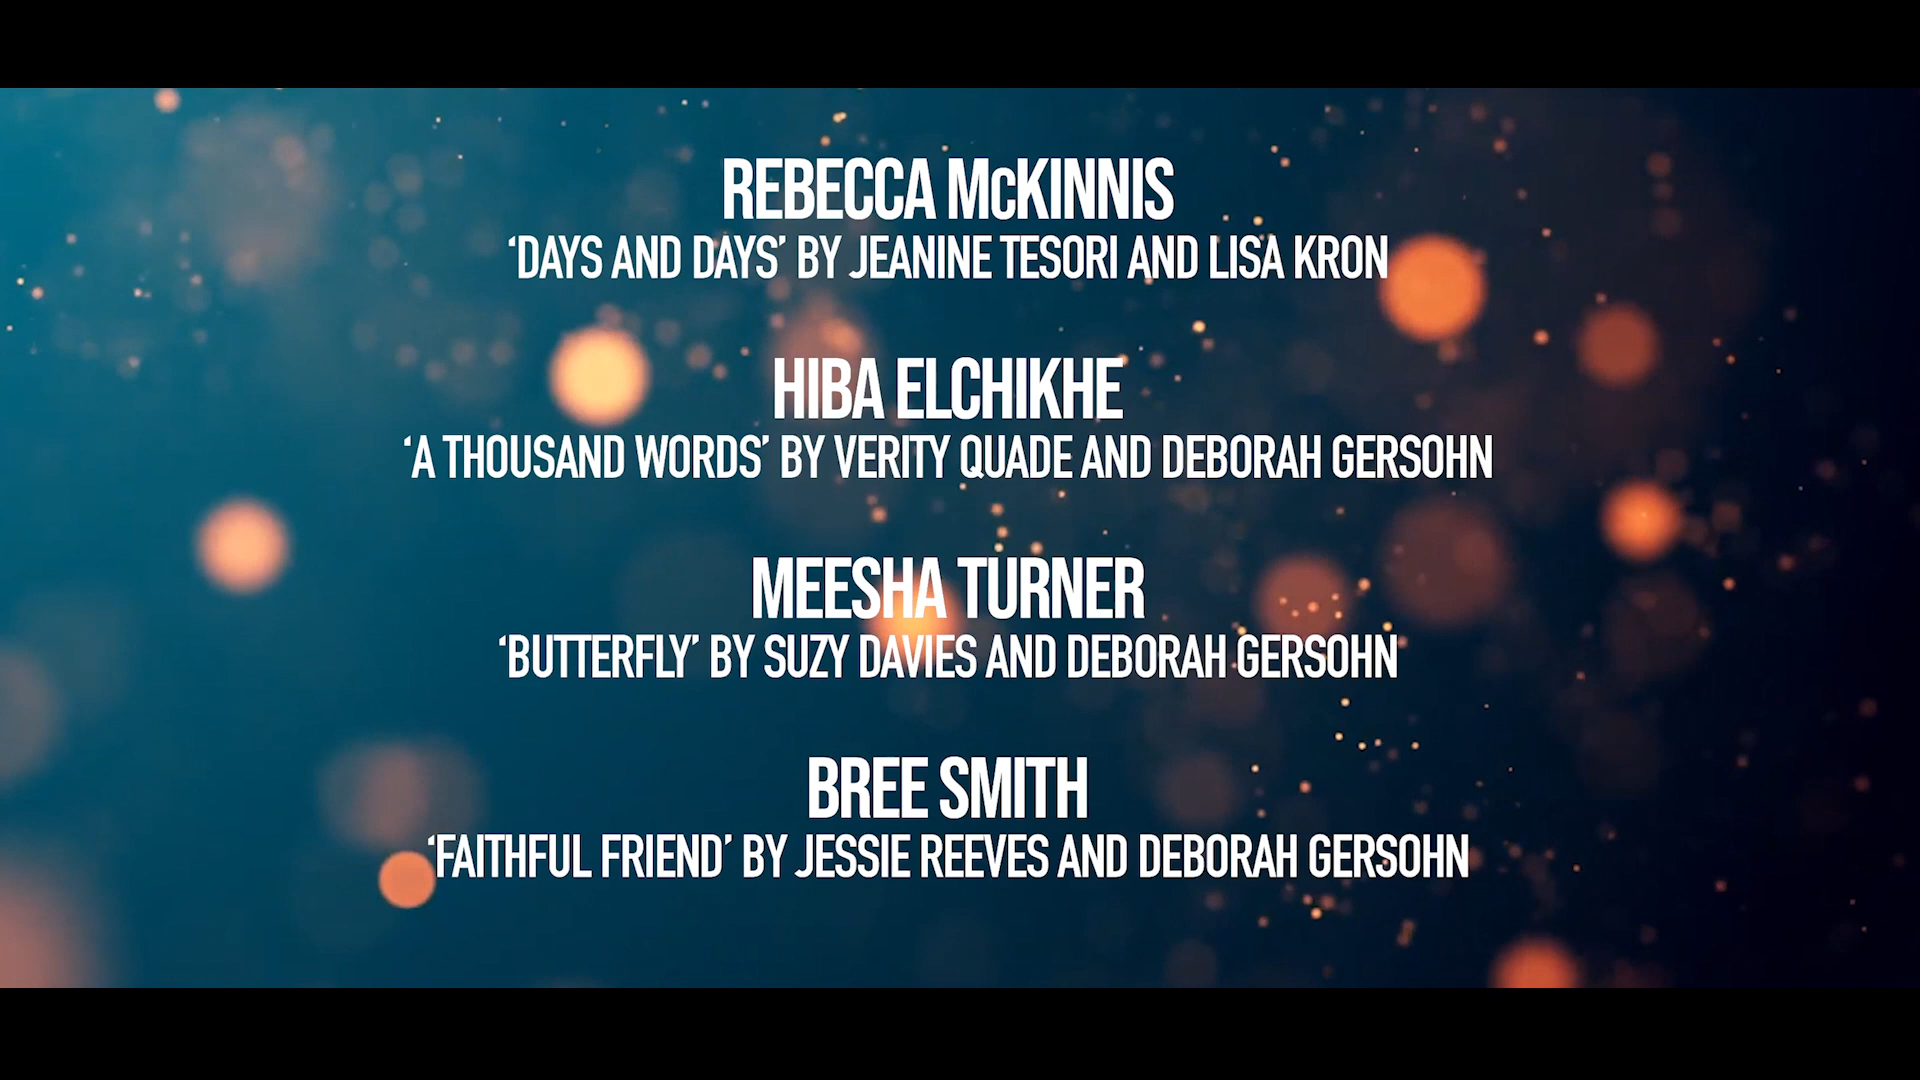 REBECCA McKINNIS
‘DAYS AND DAYS’ BY JEANINE TESORI AND LISA KRON
HIBA ELCHIKHE
‘A THOUSAND WORDS’ BY VERITY QUADE AND DEBORAH GERSOHN
MEESHA TURNER
‘BUTTERFLY’ BY SUZY DAVIES AND DEBORAH GERSOHN
BREE SMITH
‘FAITHFUL FRIEND’ BY JESSIE REEVES AND DEBORAH GERSOHN